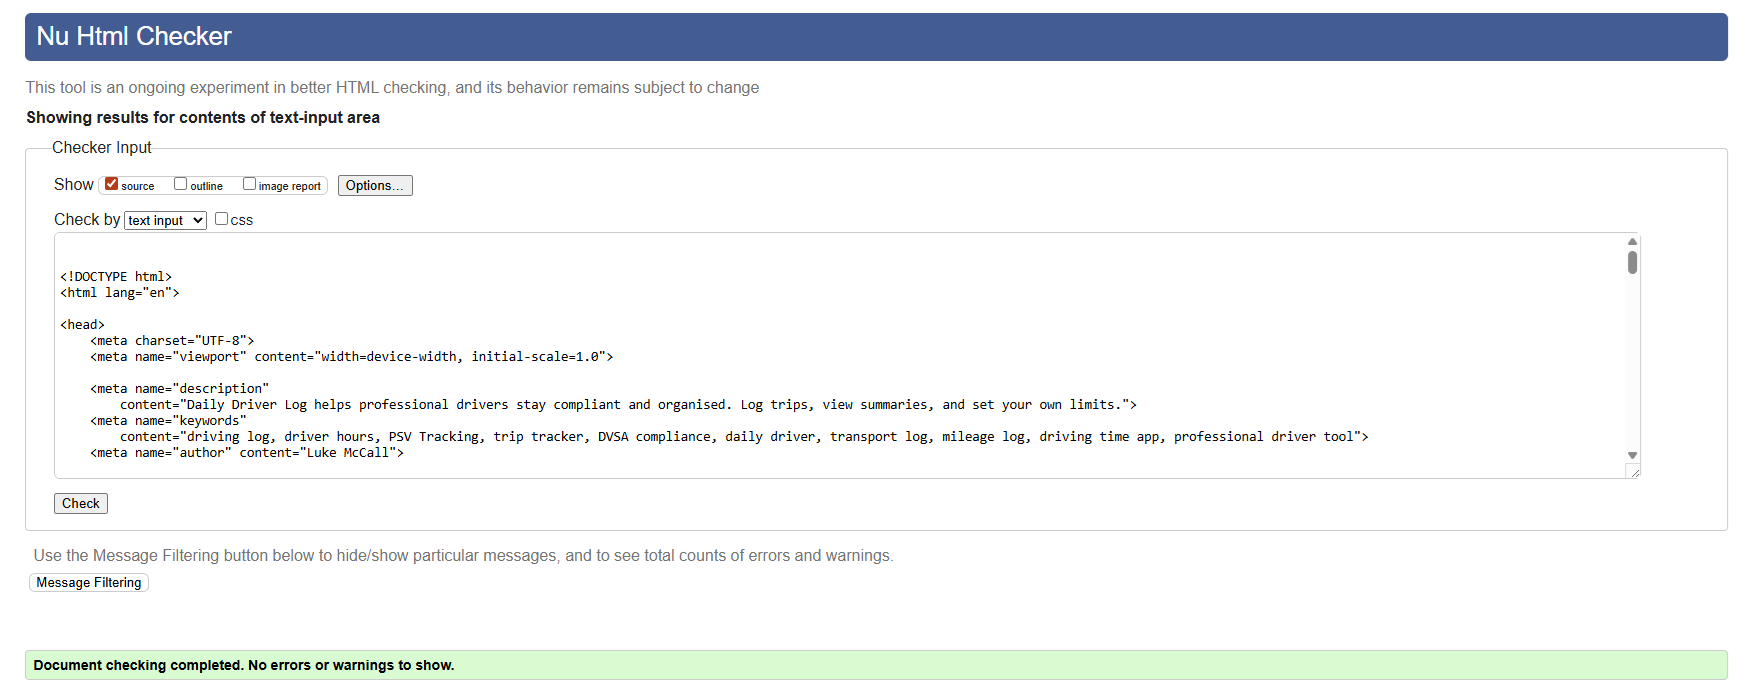 Nu Html Checker
This tool is an ongoing experiment in better HTML checking, and its behavior remains subject to change
Showing results for contents of text-input area
Checker Input
Show source outline image report Options...
Check by text input css
<!DOCTYPE html>
<html lang="en">
<head>
<meta charset="UTF-8">
<meta name="viewport" content="width=device-width, initial-scale=1.0">
<meta name="description"
content="Daily Driver Log helps professional drivers stay compliant and organised. Log trips, view summaries, and set your own limits.">
<meta name="keywords"
content="driving log, driver hours, PSV Tracking, trip tracker, DVSA compliance, daily driver, transport log, mileage log, driving time app, professional driver tool">
<meta name="author" content="Luke McCall">
Check
Use the Message Filtering button below to hide/show particular messages, and to see total counts of errors and warnings.
Message Filtering
Document checking completed. No errors or warnings to show.